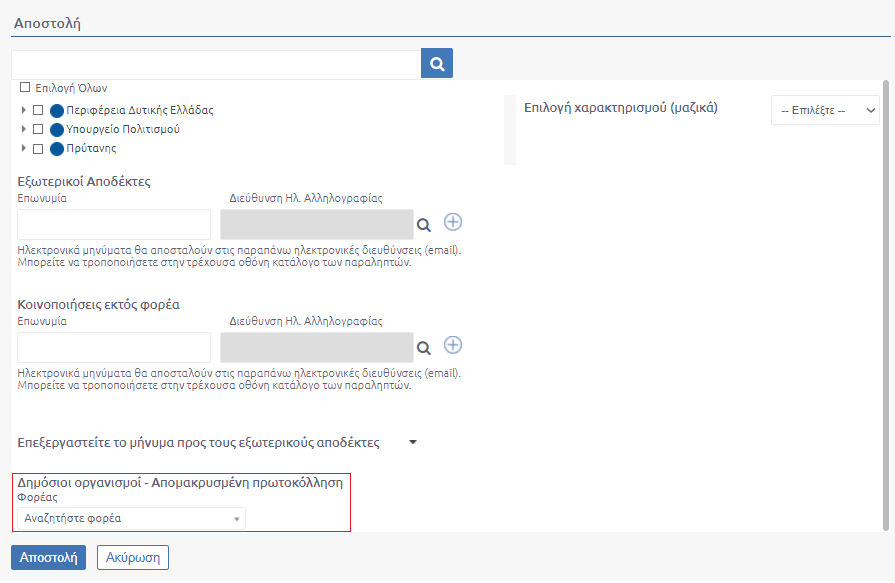 Αποστολή
Επιλογή Όλων
Περιφέρεια Δυτικής Ελλάδας
Υπουργείο Πολιτισμού
Πρύτανης
Επιλογή χαρακτηρισμού (μαζικά)
-- Επιλέξτε --
Εξωτερικοί Αποδέκτες
Επωνυμία Διεύθυνση Ηλ. Αλληλογραφίας
Ηλεκτρονικά μηνύματα θα αποσταλούν στις παραπάνω ηλεκτρονικές διευθύνσεις (email).
Μπορείτε να τροποποιήσετε στην τρέχουσα οθόνη κατάλογο των παραληπτών.
Κοινοποιήσεις εκτός φορέα
Επωνυμία Διεύθυνση Ηλ. Αλληλογραφίας
Ηλεκτρονικά μηνύματα θα αποσταλούν στις παραπάνω ηλεκτρονικές διευθύνσεις (email).
Μπορείτε να τροποποιήσετε στην τρέχουσα οθόνη κατάλογο των παραληπτών.
Επεξεργαστείτε το μήνυμα προς τους εξωτερικούς αποδέκτες
Δημόσιοι οργανισμοί - Απομακρυσμένη πρωτοκόλληση
Φορέας
Αναζητήστε φορέα
Αποστολή Ακύρωση